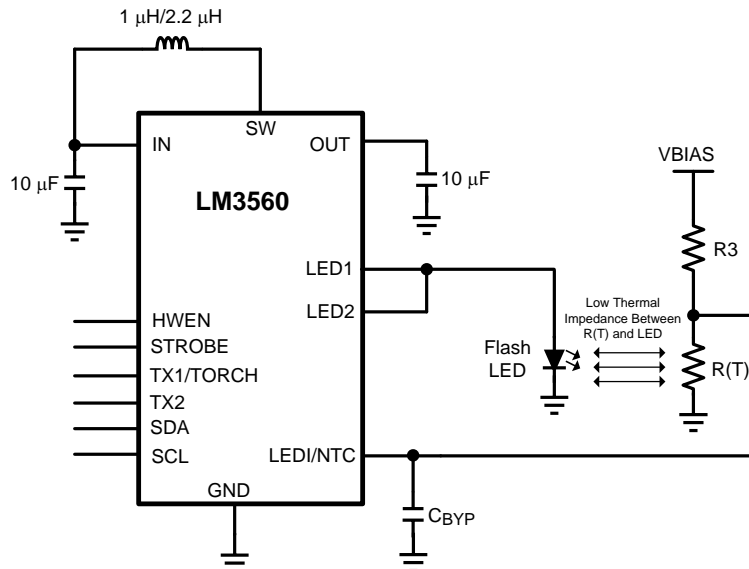 1 μH/2.2 μH
SW
IN
OUT
VBIAS
10 μF
10 μF
LM3560
R3
LED1
LED2
Low Thermal
Impedance Between
R(T) and LED
HWEN
STROBE
Flash
LED
R(T)
TX1/TORCH
TX2
SDA
SCL
LEDI/NTC
GND
CBYP